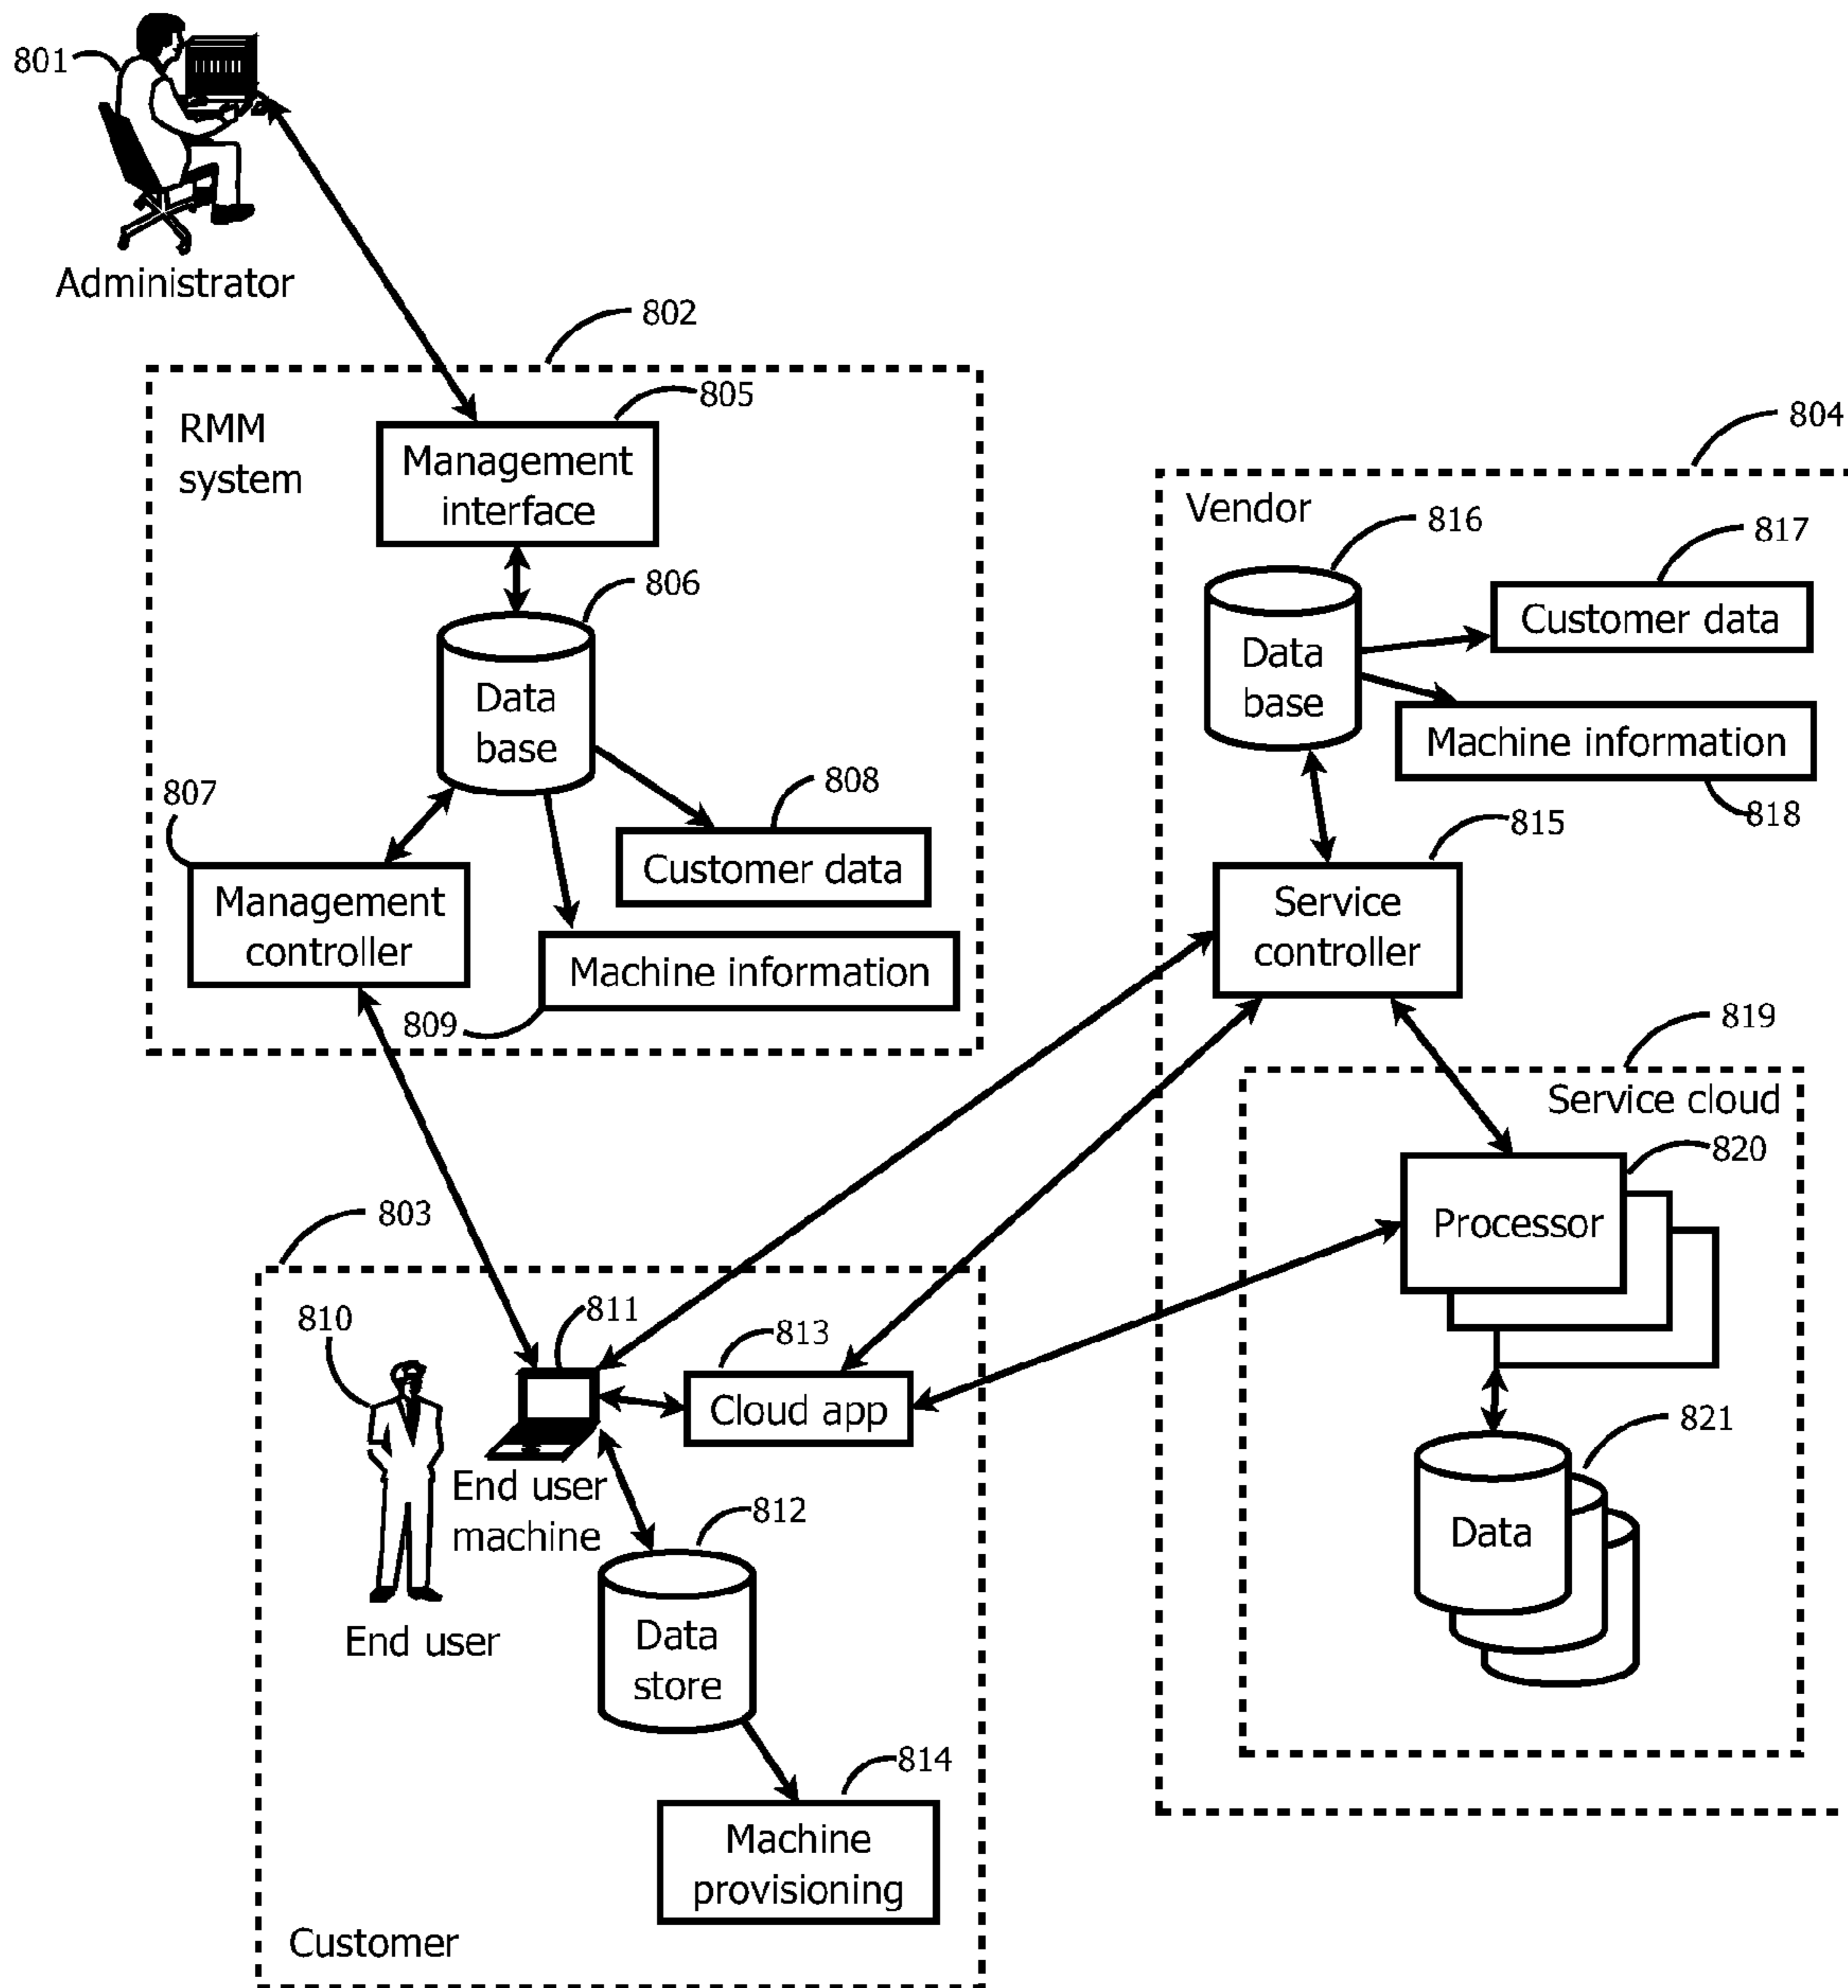 801
Administrator
802
RMM
system
805
Management
interface
806
Data
base
807
808
Customer data
Management
controller
Machine information
809
804
Vendor
816
817
Data
base
Customer data
Machine information
818
815
Service
controller
819
Service cloud
820
Processor
821
Data
803
810
811
813
Cloud app
End user
machine
812
End user
Data
store
814
Machine
provisioning
Customer